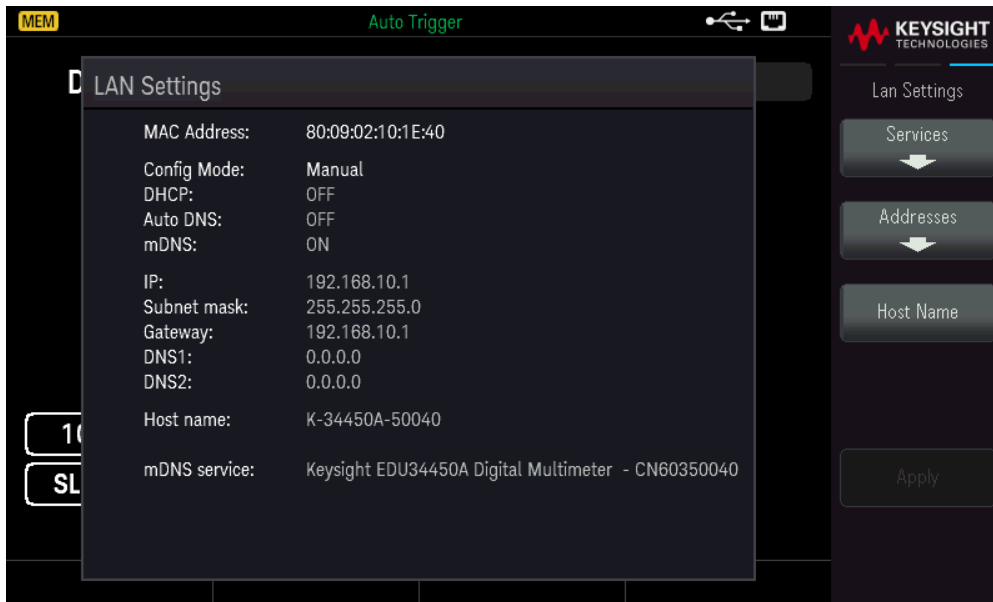 MEM Auto Trigger
KEYSIGHT
TECHNOLOGIES
LAN Settings
Lan Settings
MAC Address: 80:09:02:10:1E:40
Services
Config Mode: Manual
DHCP: OFF
Auto DNS: OFF
Addresses
mDNS: ON
IP: 192.168.10.1
Subnet mask: 255.255.255.0
Host Name
Gateway: 192.168.10.1
DNS1: 0.0.0.0
DNS2: 0.0.0.0
Host name: K-34450A-50040
mDNS service: Keysight EDU34450A Digital Multimeter - CN60350040
Apply